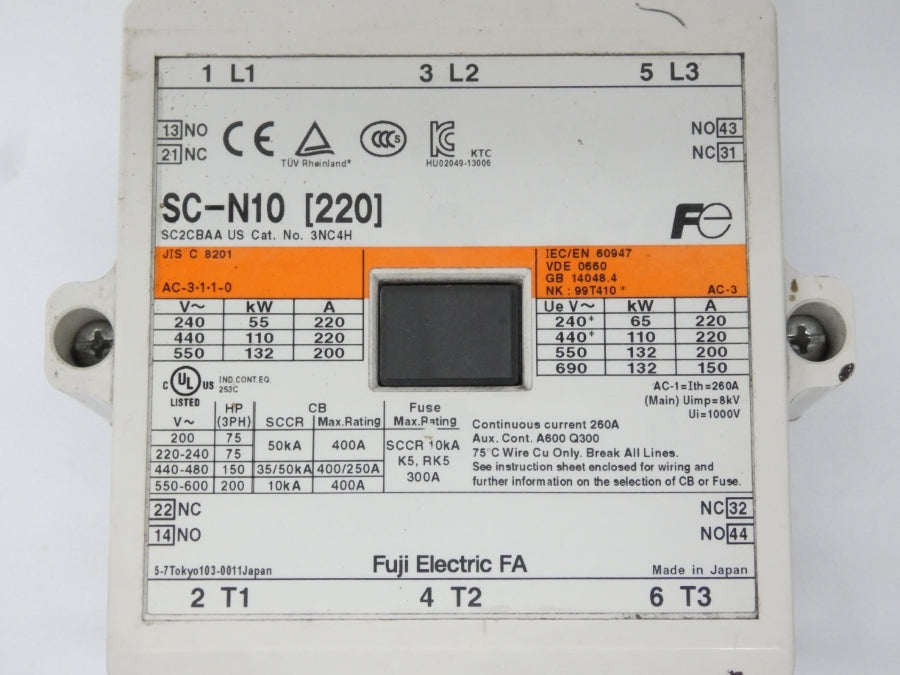 1 L1 3 L2 5 L3
13 NO CE TÜV Rheinland® CCC S KC KTC HU02049-13006 NO 43
21 NC NC 31
SC-N10 [220] Fe
SC2CBAA US Cat. No. 3NC4H
JIS C 8201
AC-3-1-1-0
IEC/EN 60947
VDE 0660
GB 14048.4
NK : 99T410 * AC-3
V~ kW A
240 55 220
440 110 220
550 132 200
Ue V~ kW A
240* 65 220
440* 110 220
550 132 200
690 132 150
C UL US LISTED IND.CONT.EQ. 253C
AC-1=Ith=260A
(Main) Uimp=8kV
Ui=1000V
V~ HP (3PH) CB SCCR Max.Rating Fuse Max.Rating
200 75 50kA 400A SCCR 10kA K5, RK5 300A
220-240 75
440-480 150 35/50kA 400/250A
550-600 200 10kA 400A
Continuous current 260A
Aux. Cont. A600 Q300
75°C Wire Cu Only. Break All Lines.
See instruction sheet enclosed for wiring and
further information on the selection of CB or Fuse.
22 NC NC 32
14 NO NO 44
5-7Tokyo103-0011Japan Fuji Electric FA Made in Japan
2 T1 4 T2 6 T3